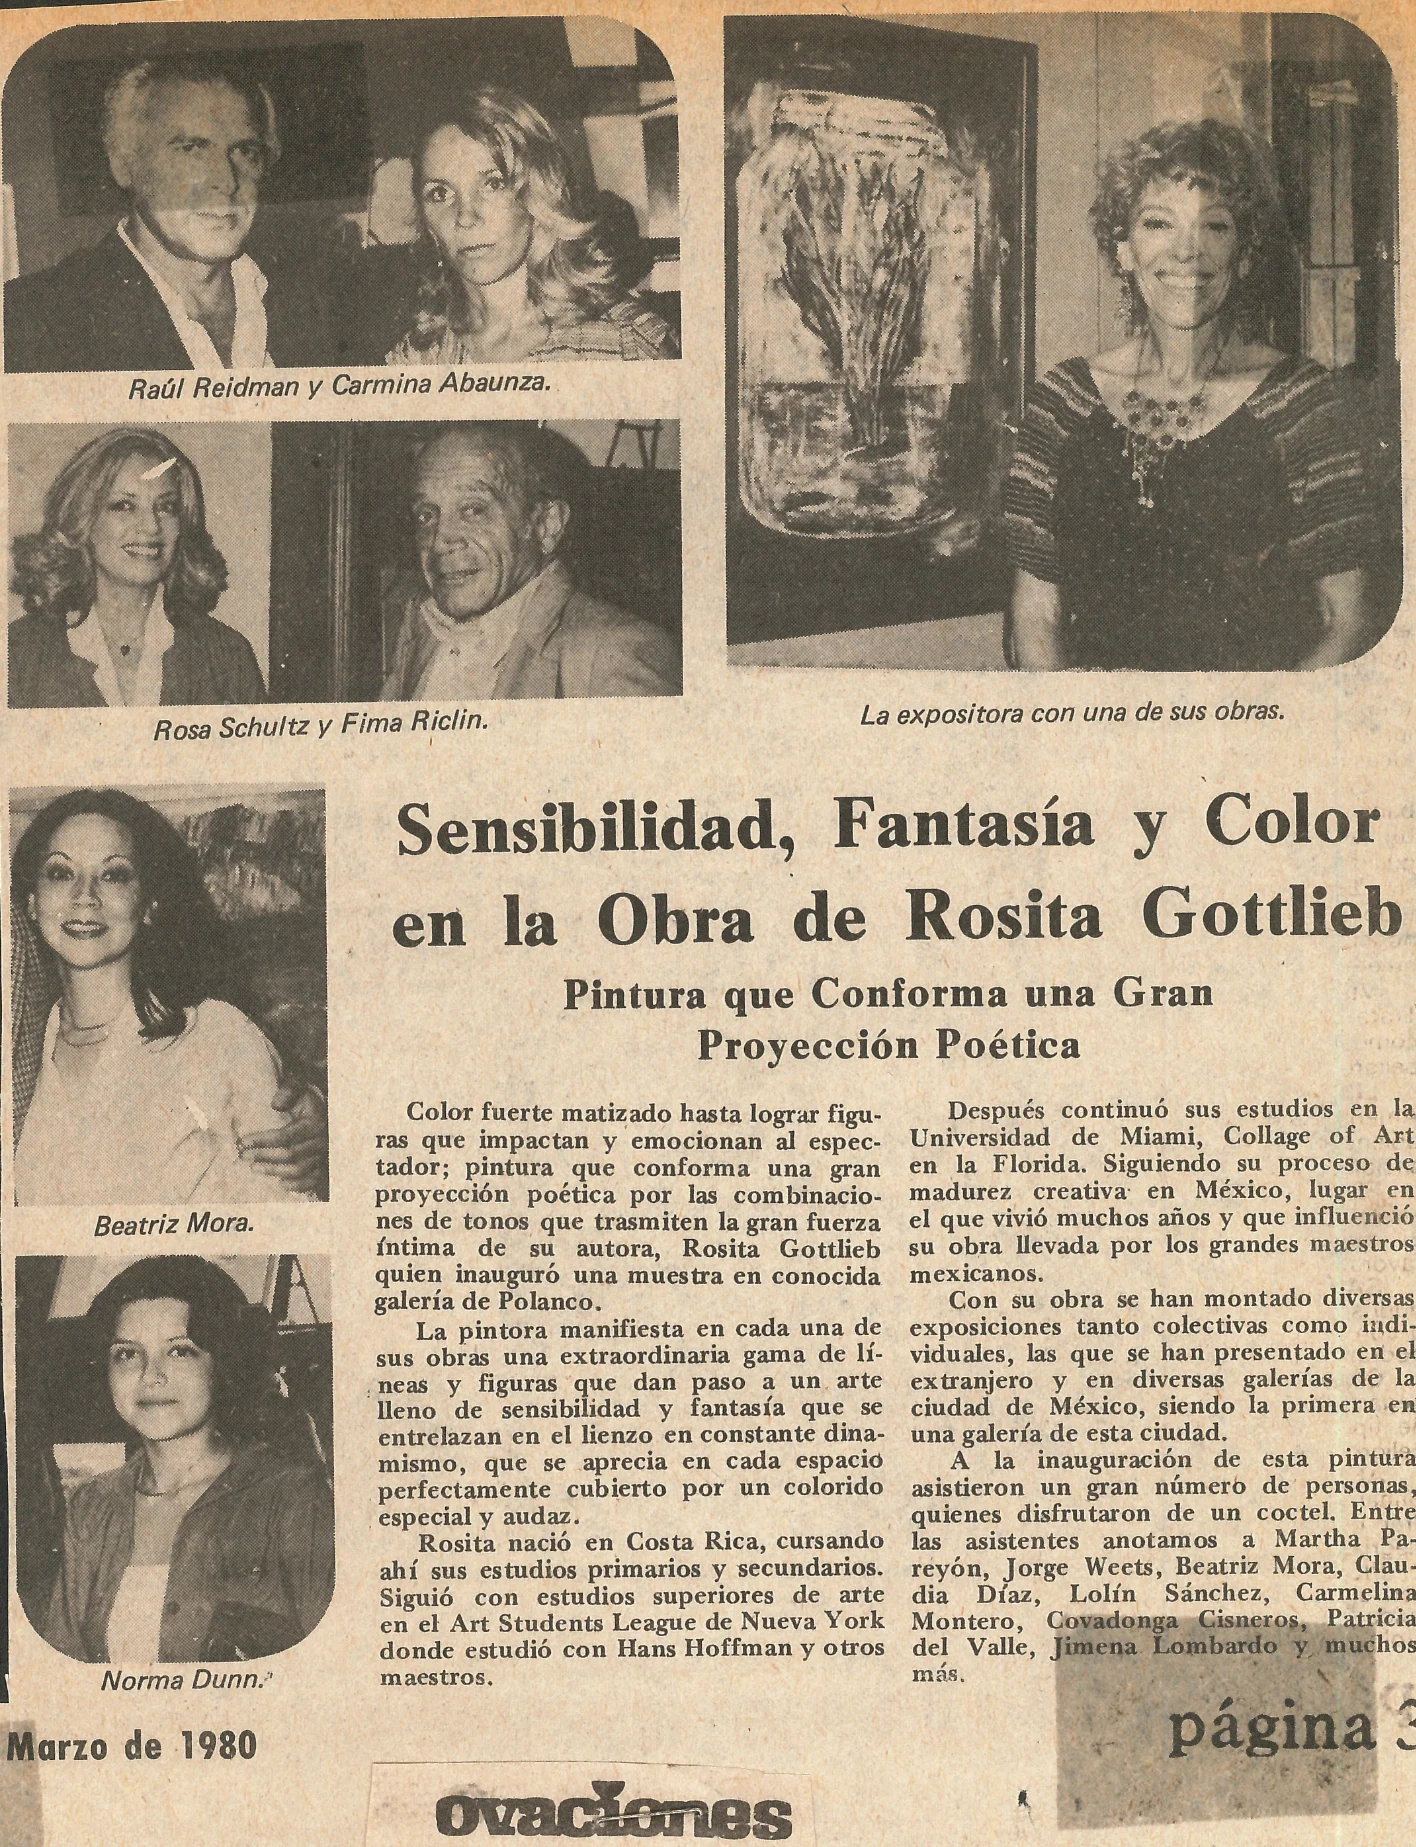 Raúl Reidman y Carmina Abaunza.
Rosa Schultz y Fima Riclin.
La expositora con una de sus obras.
Beatriz Mora.
Norma Dunn.
Sensibilidad, Fantasía y Color
en la Obra de Rosita Gottlieb
Pintura que Conforma una Gran
Proyección Poética
Color fuerte matizado hasta lograr figu-
ras que impactan y emocionan al espec-
tador; pintura que conforma una gran
proyección poética por las combinacio-
nes de tonos que trasmiten la gran fuerza
íntima de su autora, Rosita Gottlieb
quien inauguró una muestra en conocida
galería de Polanco.
La pintora manifiesta en cada una de
sus obras una extraordinaria gama de lí-
neas y figuras que dan paso a un arte
lleno de sensibilidad y fantasía que se
entrelazan en el lienzo en constante dina-
mismo, que se aprecia en cada espacio
perfectamente cubierto por un colorido
especial y audaz.
Rosita nació en Costa Rica, cursando
ahí sus estudios primarios y secundarios.
Siguió con estudios superiores de arte
en el Art Students League de Nueva York
donde estudió con Hans Hoffman y otros
maestros.
Después continuó sus estudios en la
Universidad de Miami, Collage of Art
en la Florida. Siguiendo su proceso de
madurez creativa en México, lugar en
el que vivió muchos años y que influenció
su obra llevada por los grandes maestros
mexicanos.
Con su obra se han montado diversas
exposiciones tanto colectivas como indi-
viduales, las que se han presentado en el
extranjero y en diversas galerías de la
ciudad de México, siendo la primera en
una galería de esta ciudad.
A la inauguración de esta pintura
asistieron un gran número de personas,
quienes disfrutaron de un coctel. Entre
las asistentes anotamos a Martha Pa-
reyón, Jorge Weets, Beatriz Mora, Clau-
dia Díaz, Lolín Sánchez, Carmelina
Montero, Covadonga Cisneros, Patricia
del Valle, Jimena Lombardo y muchos
más.
Marzo de 1980
página 3
ovaciones